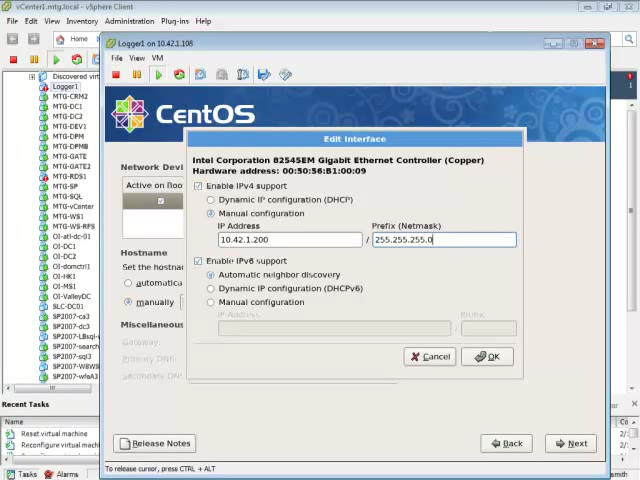 vCenter1.mtg.local - vSphere Client
File Edit View Inventory Administration Plug-ins Help
Home
Discovered virt
Logger1
MTG-CRM2
MTG-DC1
MTG-DC2
MTG-DEV1
MTG-DPM
MTG-DPMB
MTG-GATE
MTG-GATE2
MTG-RDS1
MTG-SP
MTG-SQL
MTG-vCenter
MTG-WS1
MTG-WS-RFS
OI-atl-dc-01
OI-DC2
OI-domctrl1
OI-HK1
OI-MS1
OI-ValleyDC
SLC-DC01
SP2007-ca3
SP2007-dc3
SP2007-LBsql-v
SP2007-search
SP2007-sql3
SP2007-W8WS
SP2007-wfeA3
Logger1 on 10.42.1.108
File View VM
CentOS
Network Devi
Active on Boo
Hostname
Set the hostna
automatica
manually
Miscellaneous
Gateway:
Primary DNS:
Secondary DNS:
Edit Interface
Intel Corporation 82545EM Gigabit Ethernet Controller (Copper)
Hardware address: 00:50:56:B1:00:09
Enable IPv4 support
Dynamic IP configuration (DHCP)
Manual configuration
IP Address Prefix (Netmask)
10.42.1.200 / 255.255.255.0
Enable IPv6 support
Automatic neighbor discovery
Dynamic IP configuration (DHCPv6)
Manual configuration
IP Address Prefix
/
Cancel OK
Release Notes Back Next
To release cursor, press CTRL + ALT
Recent Tasks
Name
Reset virtual machine
Reconfigure virtual mach
Tasks Alarms